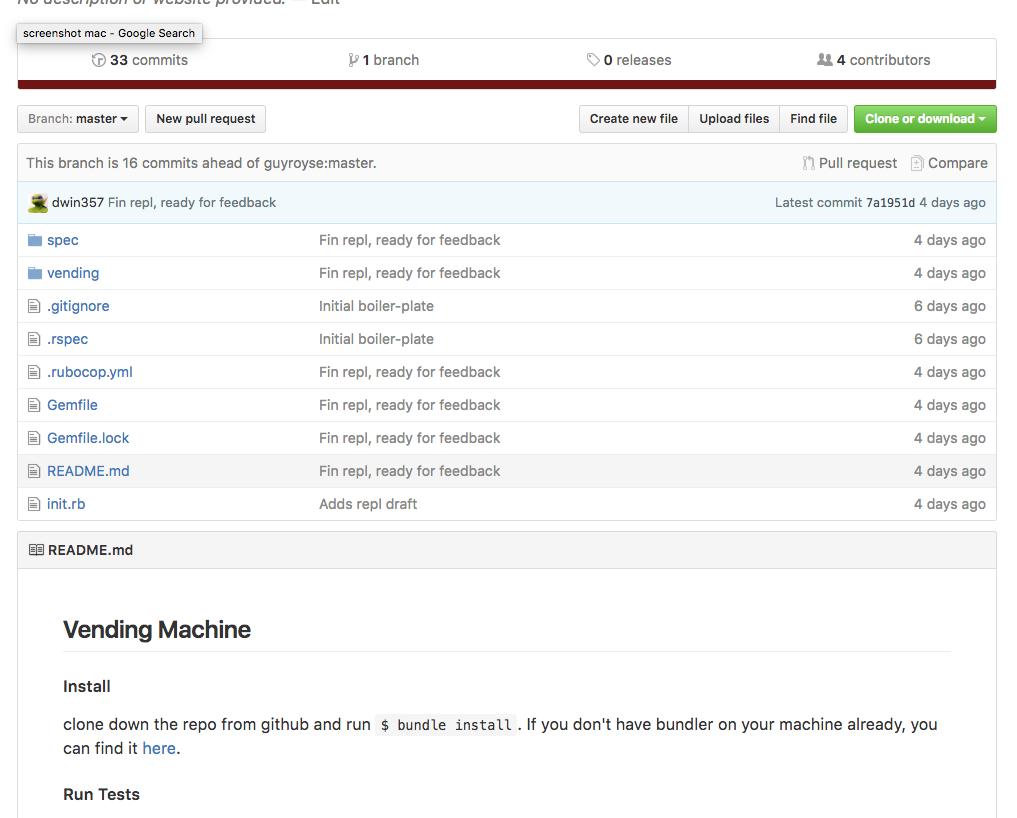 No description or website provided. — Edit
screenshot mac - Google Search
33 commits
1 branch
0 releases
4 contributors
Branch: master
New pull request
Create new file
Upload files
Find file
Clone or download
This branch is 16 commits ahead of guyroyse:master.
Pull request
Compare
dwin357 Fin repl, ready for feedback
Latest commit 7a1951d 4 days ago
spec Fin repl, ready for feedback 4 days ago
vending Fin repl, ready for feedback 4 days ago
.gitignore Initial boiler-plate 6 days ago
.rspec Initial boiler-plate 6 days ago
.rubocop.yml Fin repl, ready for feedback 4 days ago
Gemfile Fin repl, ready for feedback 4 days ago
Gemfile.lock Fin repl, ready for feedback 4 days ago
README.md Fin repl, ready for feedback 4 days ago
init.rb Adds repl draft 4 days ago
README.md
Vending Machine
Install
clone down the repo from github and run $ bundle install. If you don't have bundler on your machine already, you
can find it here.
Run Tests